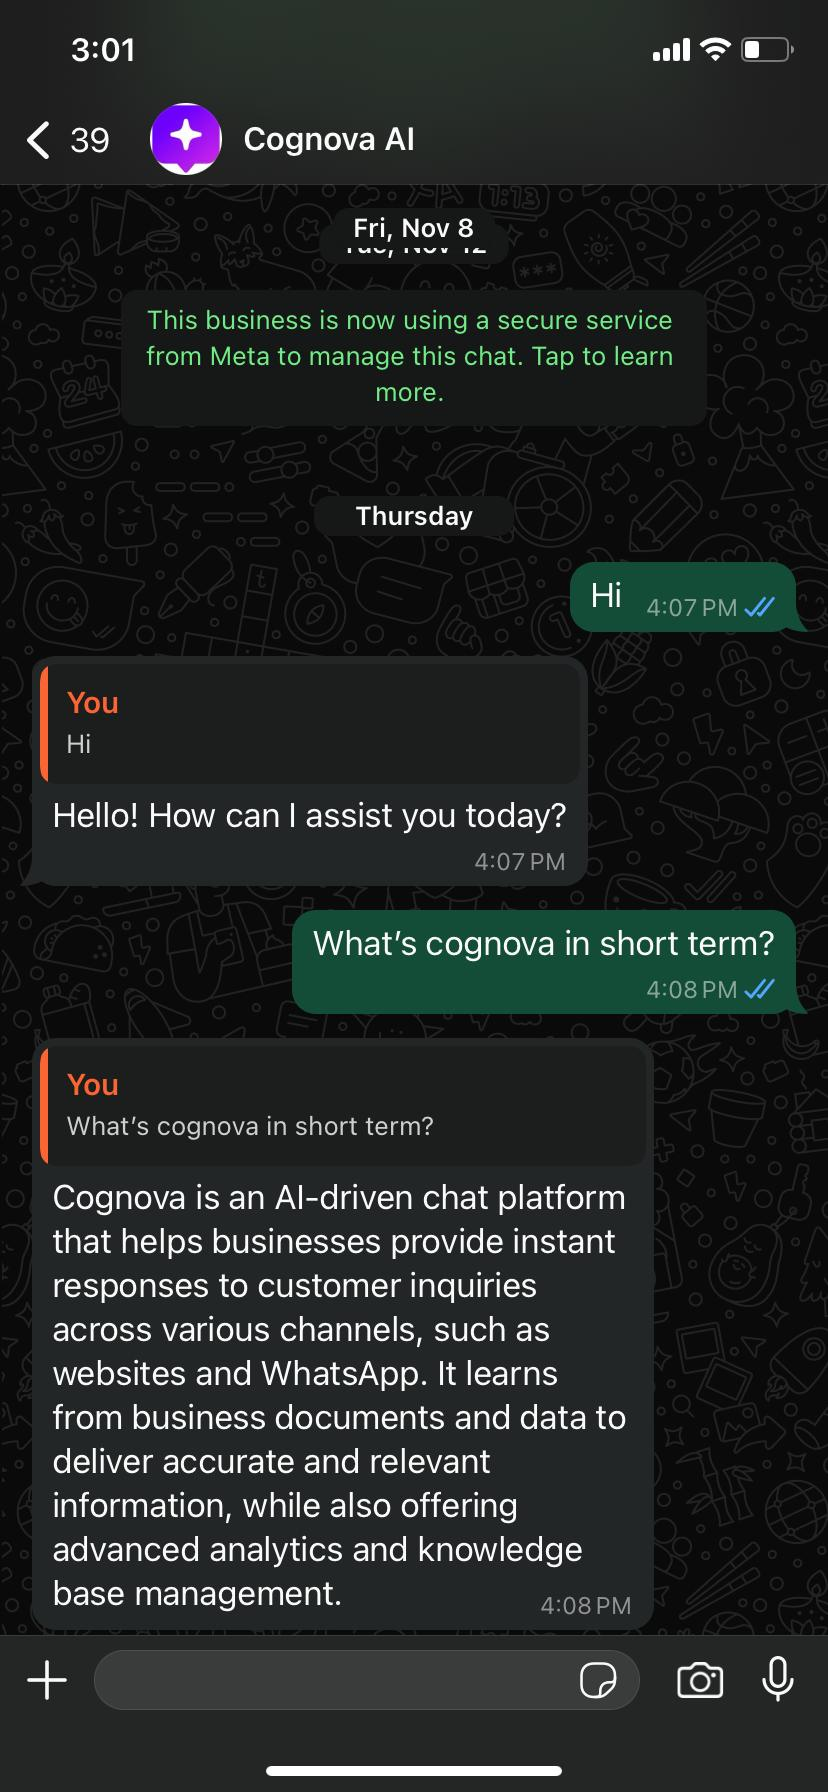 3:01
39
Cognova AI
Fri, Nov 8
Tue, Nov 12
This business is now using a secure service
from Meta to manage this chat. Tap to learn
more.
Thursday
Hi
4:07 PM
You
Hi
Hello! How can I assist you today?
4:07 PM
What's cognova in short term?
4:08 PM
You
What's cognova in short term?
Cognova is an AI-driven chat platform
that helps businesses provide instant
responses to customer inquiries
across various channels, such as
websites and WhatsApp. It learns
from business documents and data to
deliver accurate and relevant
information, while also offering
advanced analytics and knowledge
base management.
4:08 PM